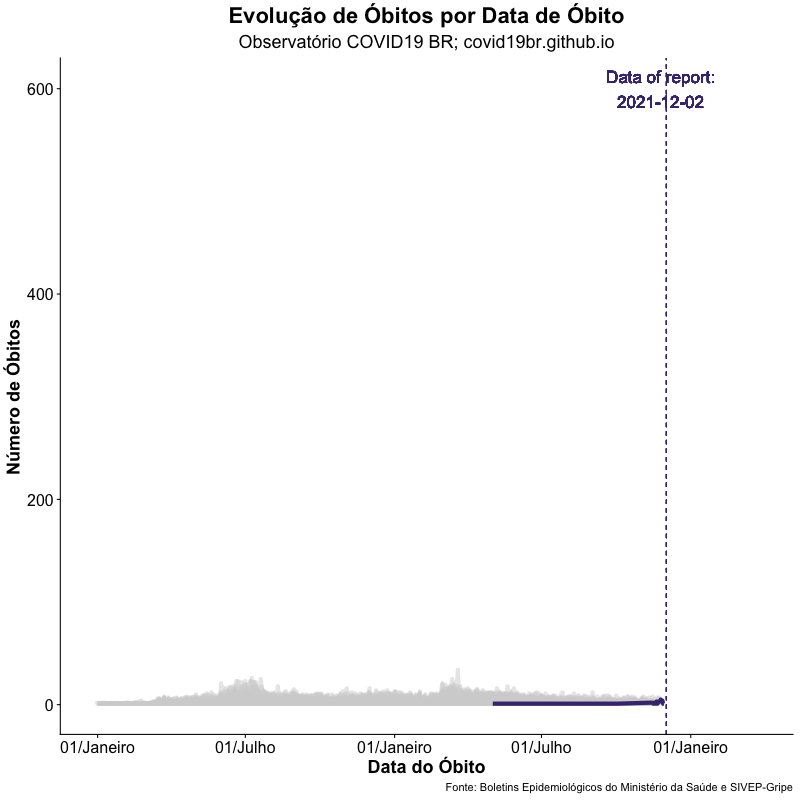 Evolução de Óbitos por Data de Óbito
Observatório COVID19 BR; covid19br.github.io
Data of report:
2021-12-02
600
400
200
0
Número de Óbitos
01/Janeiro
01/Julho
01/Janeiro
01/Julho
01/Janeiro
Data do Óbito
Fonte: Boletins Epidemiológicos do Ministério da Saúde e SIVEP-Gripe